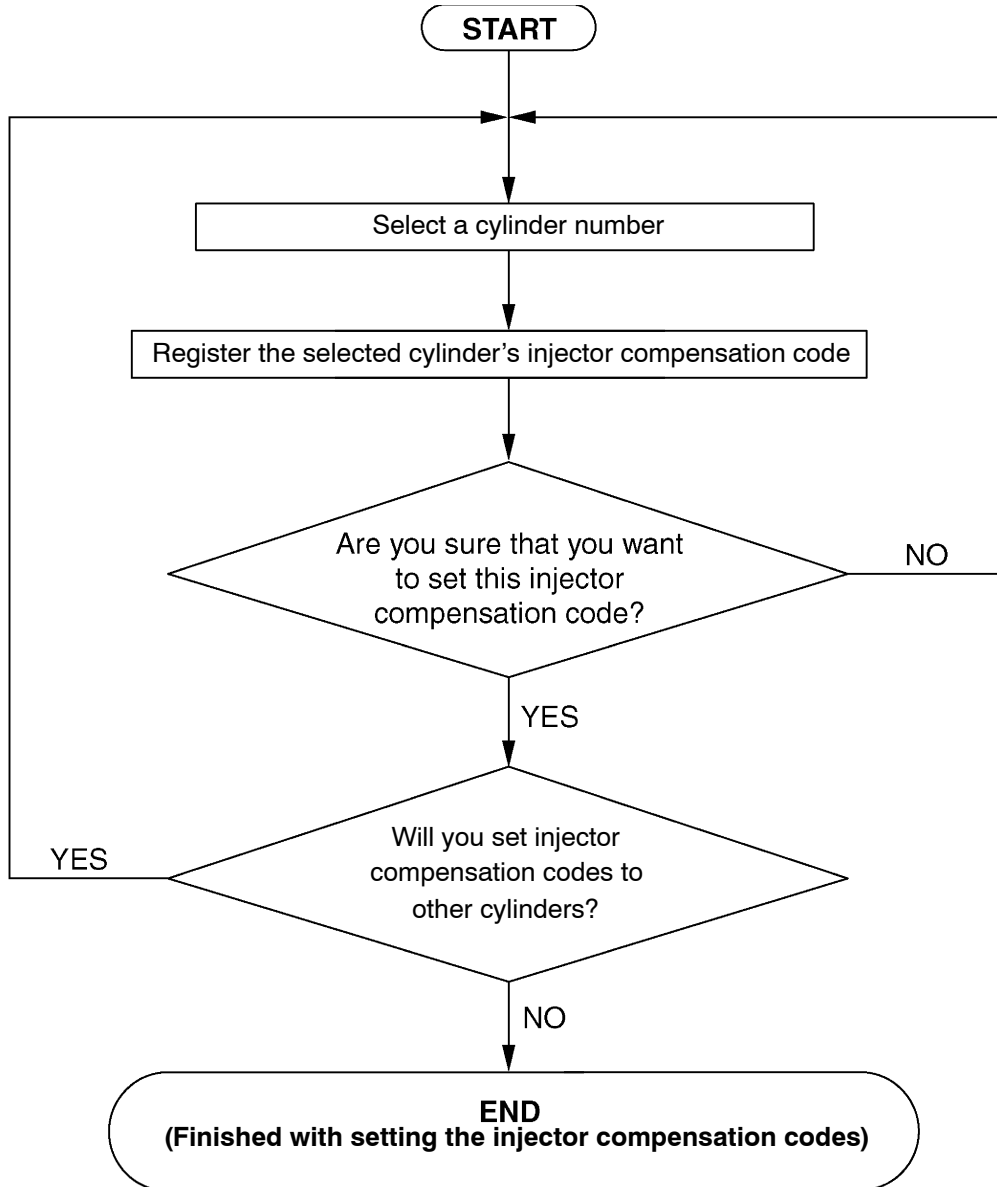 START
Select a cylinder number
Register the selected cylinder’s injector compensation code
Are you sure that you want
to set this injector
compensation code?
NO
YES
Will you set injector
compensation codes to
other cylinders?
YES
NO
END
(Finished with setting the injector compensation codes)